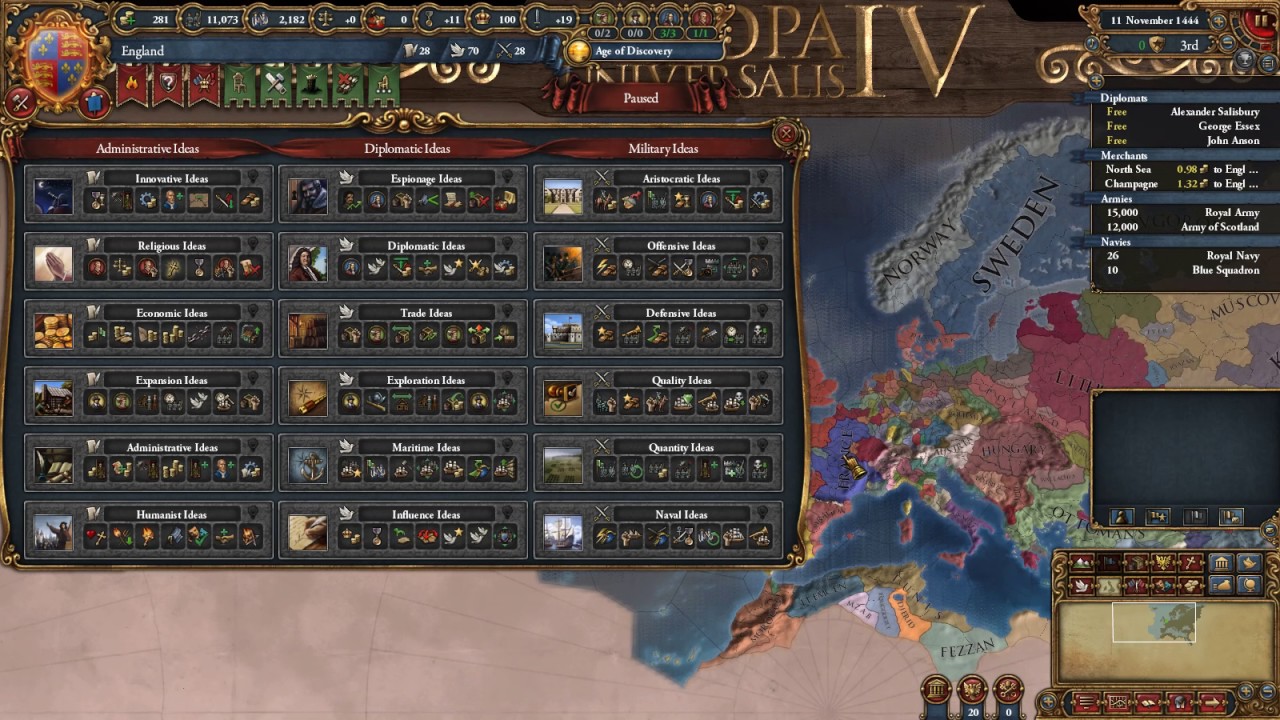 281 11,073 2,182 +0 0 +11 100 +19
0/2 0/0 3/3 1/1
England 28 70 28
Age of Discovery
OPA
UNIVERSALIS IV
Paused
11 November 1444
0 3rd
Diplomats
Free Alexander Salisbury
Free George Essex
Free John Anson
Merchants
North Sea 0.98 to Engl ...
Champagne 1.32 to Engl ...
Armies
15,000 Royal Army
12,000 Army of Scotland
Navies
26 Royal Navy
10 Blue Squadron
Administrative Ideas Diplomatic Ideas Military Ideas
Innovative Ideas Espionage Ideas Aristocratic Ideas
Religious Ideas Diplomatic Ideas Offensive Ideas
Economic Ideas Trade Ideas Defensive Ideas
Expansion Ideas Exploration Ideas Quality Ideas
Administrative Ideas Maritime Ideas Quantity Ideas
Humanist Ideas Influence Ideas Naval Ideas
NORWAY
SWEDEN
MUSCO
HUNGARY
OTTOMANS
MZAB
FEZZAN
20 0